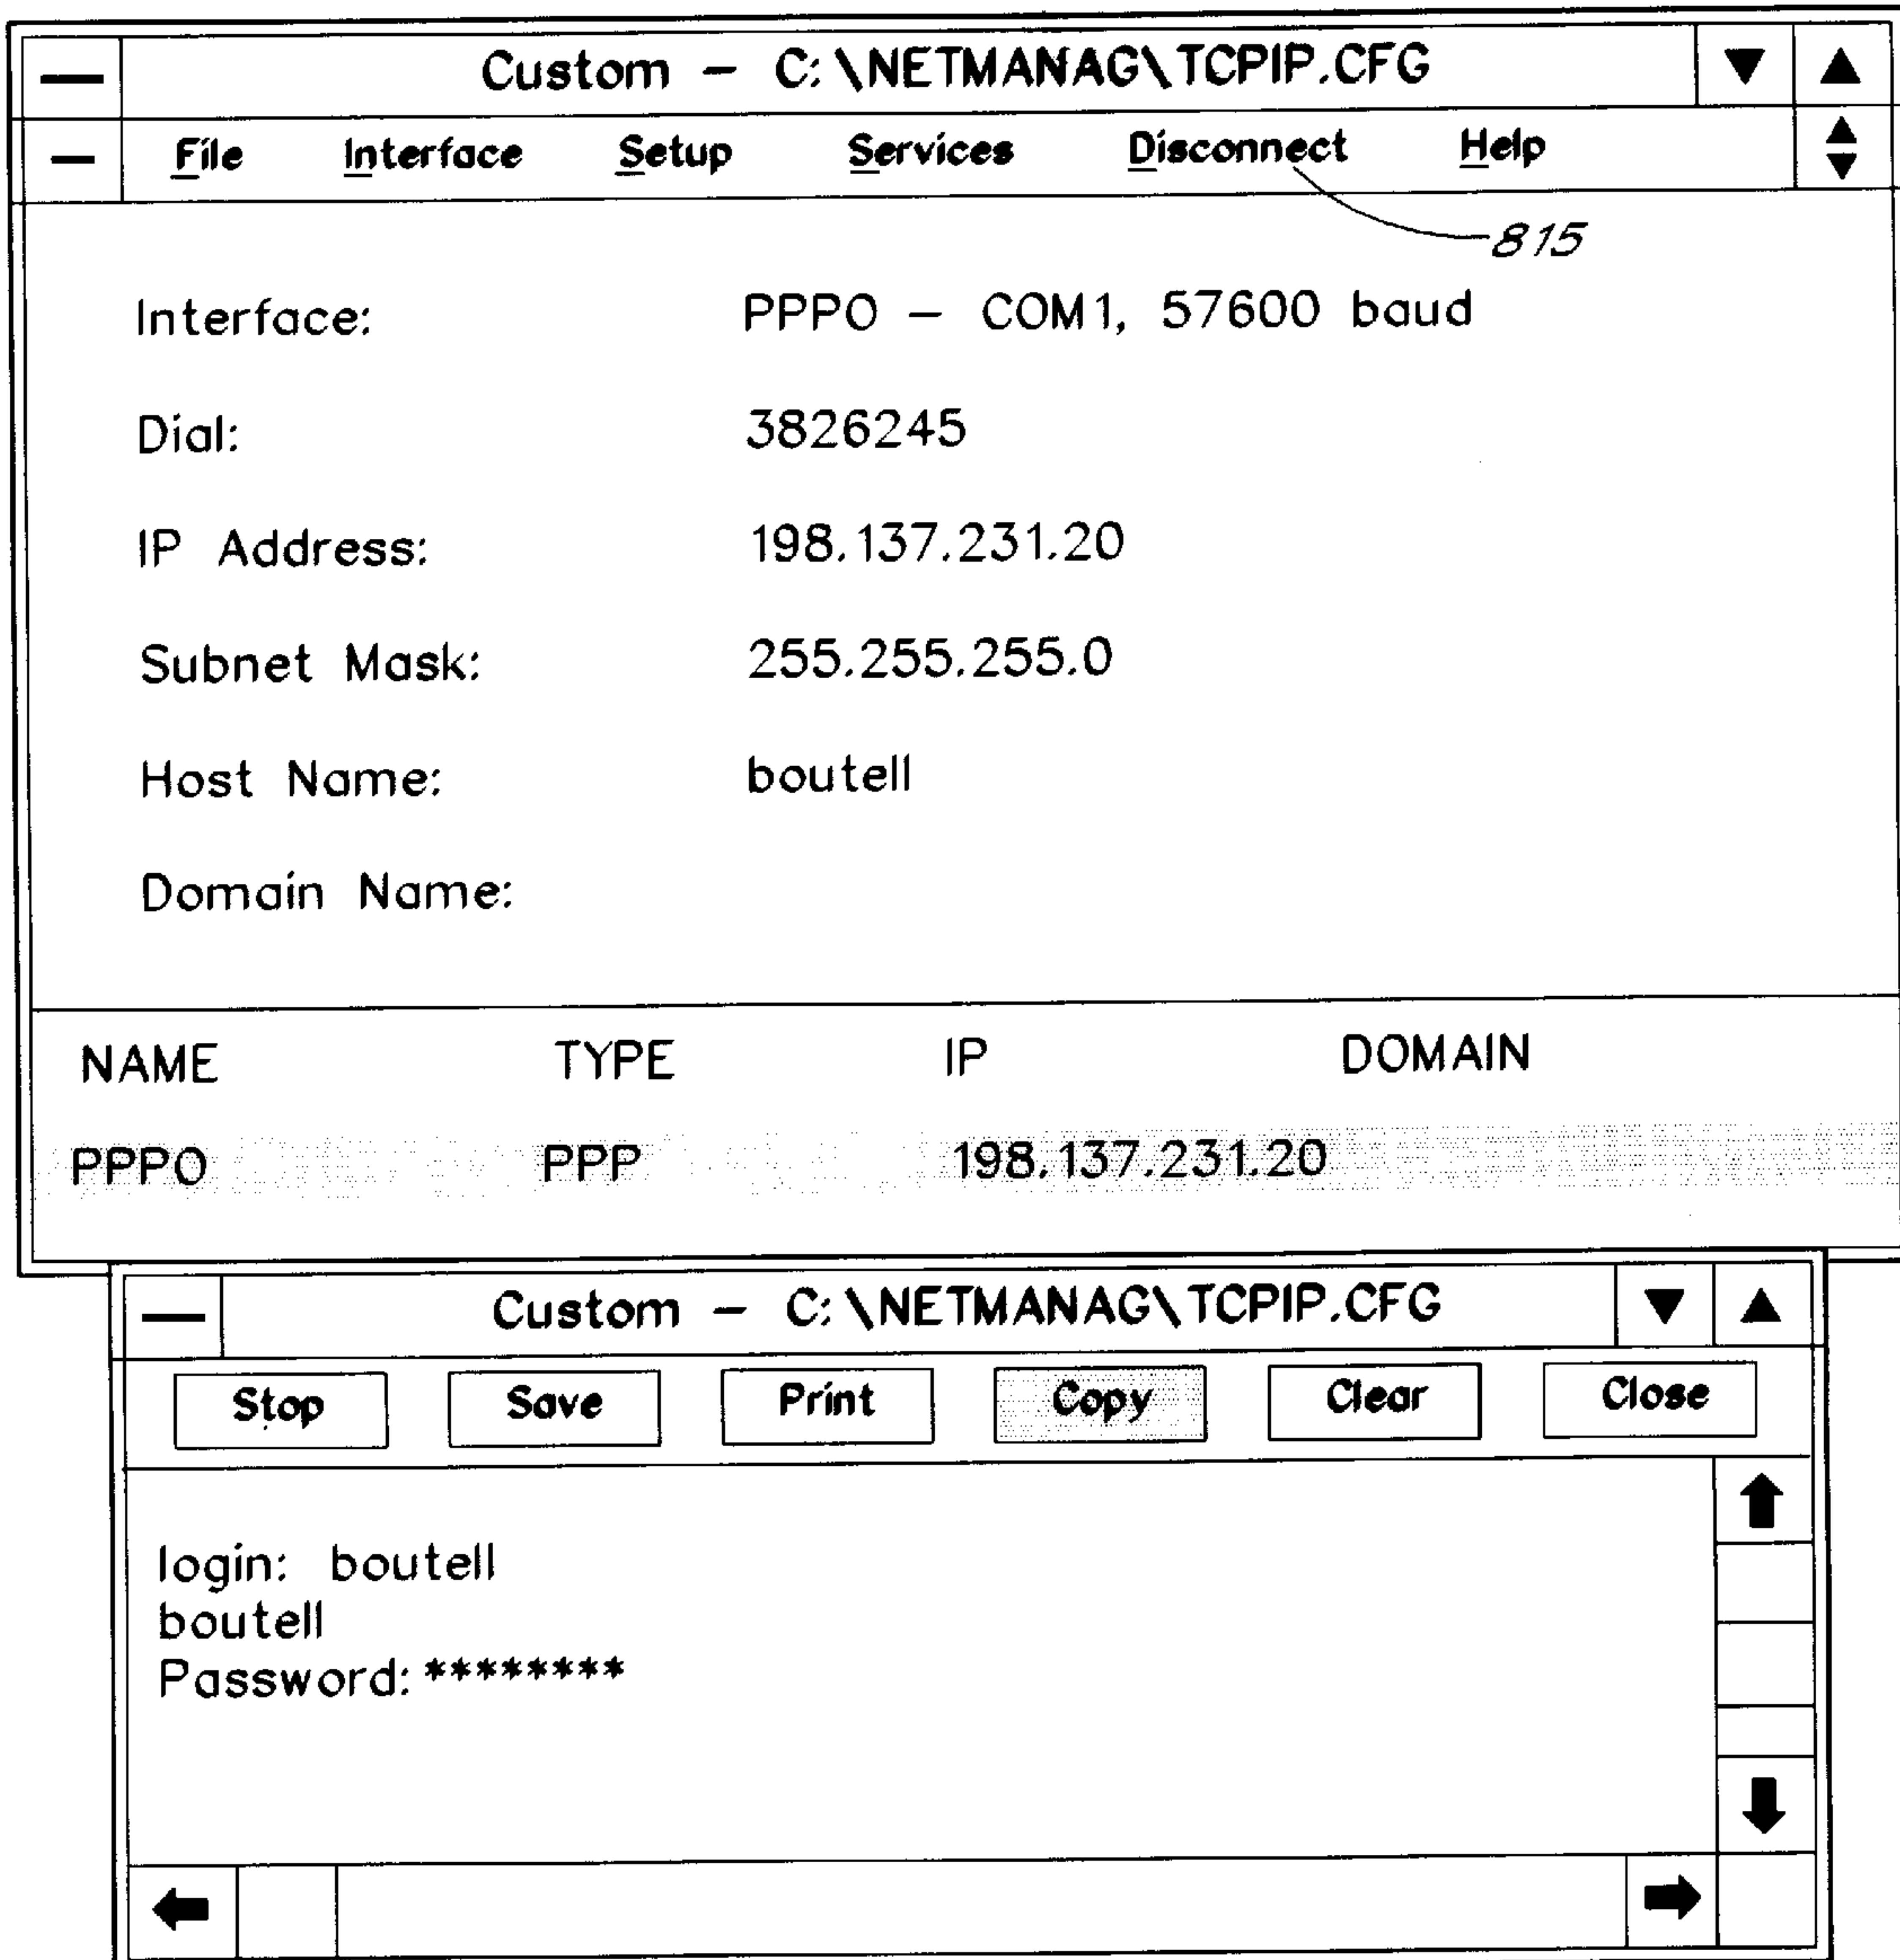 Custom – C:\NETMANAG\TCPIP.CFG
File Interface Setup Services Disconnect Help
815
Interface: PPPO – COM1, 57600 baud
Dial: 3826245
IP Address: 198.137.231.20
Subnet Mask: 255.255.255.0
Host Name: boutell
Domain Name:
NAME TYPE IP DOMAIN
PPPO PPP 198.137.231.20
Custom – C:\NETMANAG\TCPIP.CFG
Stop Save Print Copy Clear Close
login: boutell
boutell
Password: ********